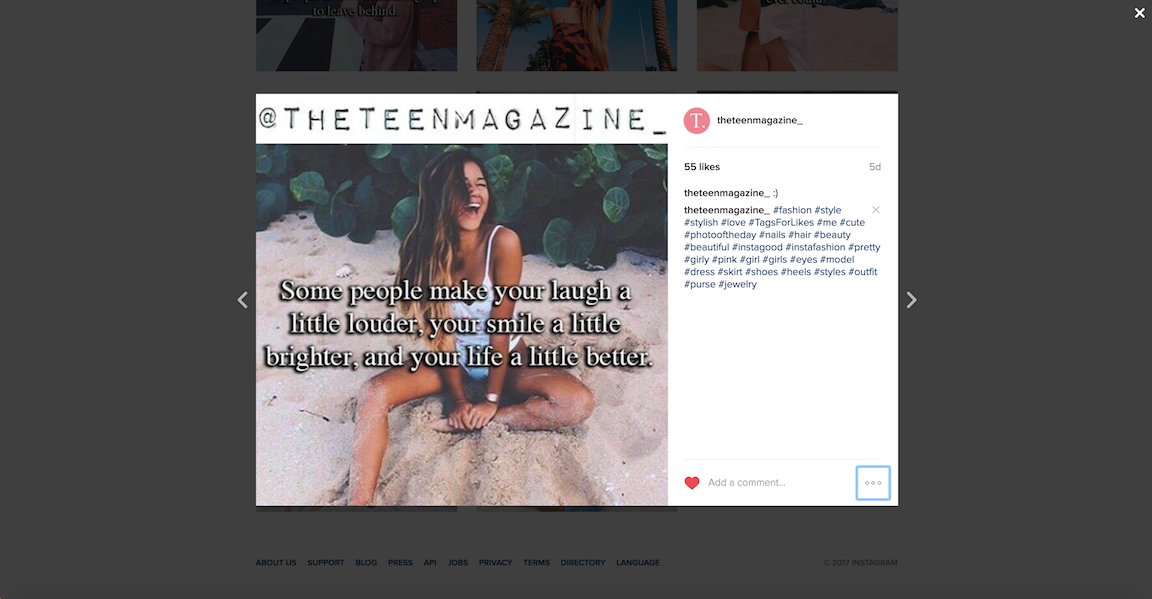 to leave behind.
ever could.
@THETEENMAGAZINE_
Some people make your laugh a
little louder, your smile a little
brighter, and your life a little better.
T. theteenmagazine_
55 likes 5d
theteenmagazine_ :)
theteenmagazine_ #fashion #style
#stylish #love #TagsForLikes #me #cute
#photooftheday #nails #hair #beauty
#beautiful #instagood #instafashion #pretty
#girly #pink #girl #girls #eyes #model
#dress #skirt #shoes #heels #styles #outfit
#purse #jewelry
Add a comment...
ABOUT US SUPPORT BLOG PRESS API JOBS PRIVACY TERMS DIRECTORY LANGUAGE © 2017 INSTAGRAM